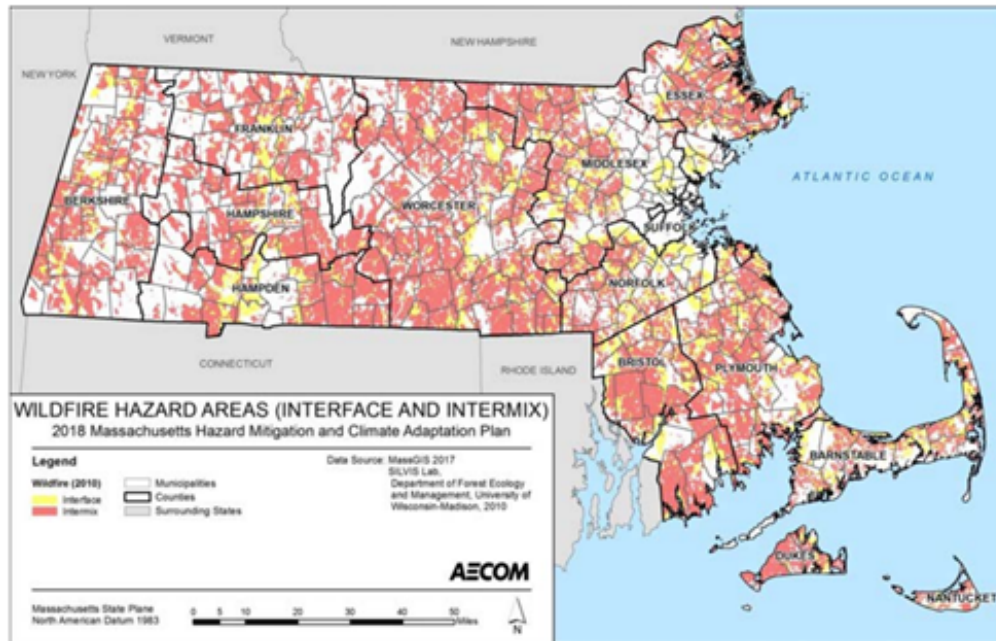 VERMONT
NEW HAMPSHIRE
NEW YORK
ESSEX
FRANKLIN
MIDDLESEX
ATLANTIC OCEAN
BERKSHIRE
HAMPSHIRE
WORCESTER
SUFFOLK
HAMPDEN
NORFOLK
CONNECTICUT
RHODE ISLAND
BRISTOL
PLYMOUTH
BARNSTABLE
DUKES
NANTUCKET
WILDFIRE HAZARD AREAS (INTERFACE AND INTERMIX)
2018 Massachusetts Hazard Mitigation and Climate Adaptation Plan
Legend
Wildfire (2010)
Interface
Intermix
Municipalities
Counties
Surrounding States
Data Source: MassGIS 2017
SILVIS Lab,
Department of Forest Ecology
and Management, University of
Wisconsin-Madison, 2010
AECOM
Massachusetts State Plane
North American Datum 1983
0 5 10 20 30 40 50
Miles
N